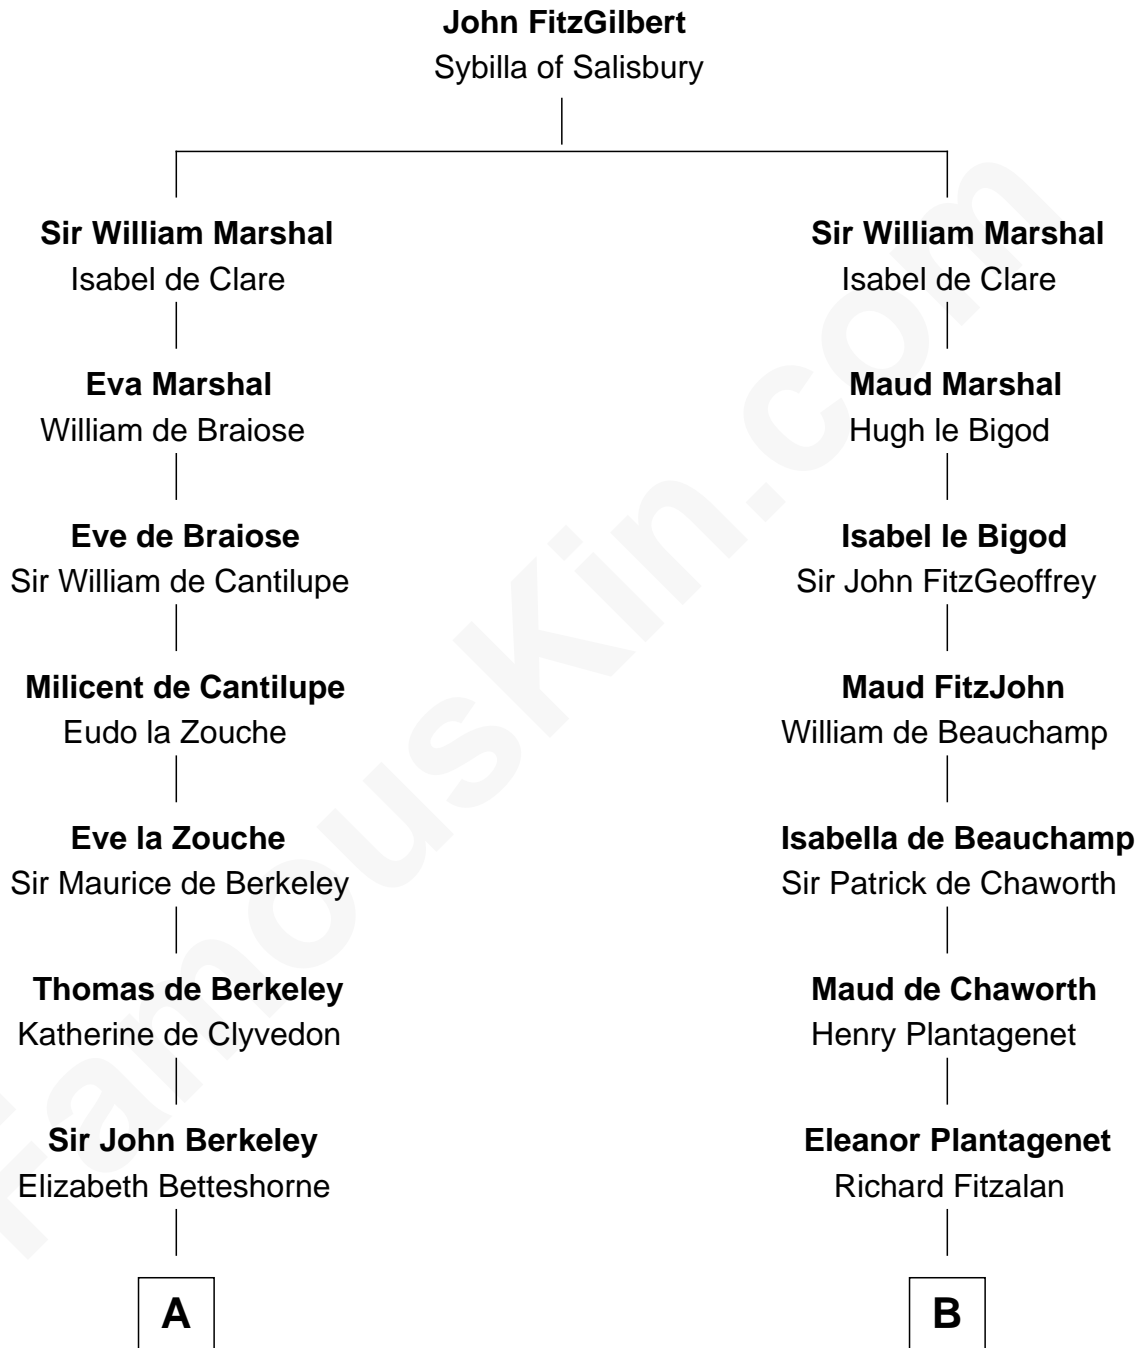 John FitzGilbert
Sybilla of Salisbury
Sir William Marshal
Isabel de Clare
Eva Marshal
William de Braiose
Eve de Braiose
Sir William de Cantilupe
Milicent de Cantilupe
Eudo la Zouche
Eve la Zouche
Sir Maurice de Berkeley
Thomas de Berkeley
Katherine de Clyvedon
Sir John Berkeley
Elizabeth Betteshorne
A
Sir William Marshal
Isabel de Clare
Maud Marshal
Hugh le Bigod
Isabel le Bigod
Sir John FitzGeoffrey
Maud FitzJohn
William de Beauchamp
Isabella de Beauchamp
Sir Patrick de Chaworth
Maud de Chaworth
Henry Plantagenet
Eleanor Plantagenet
Richard Fitzalan
B
FamousKin.com